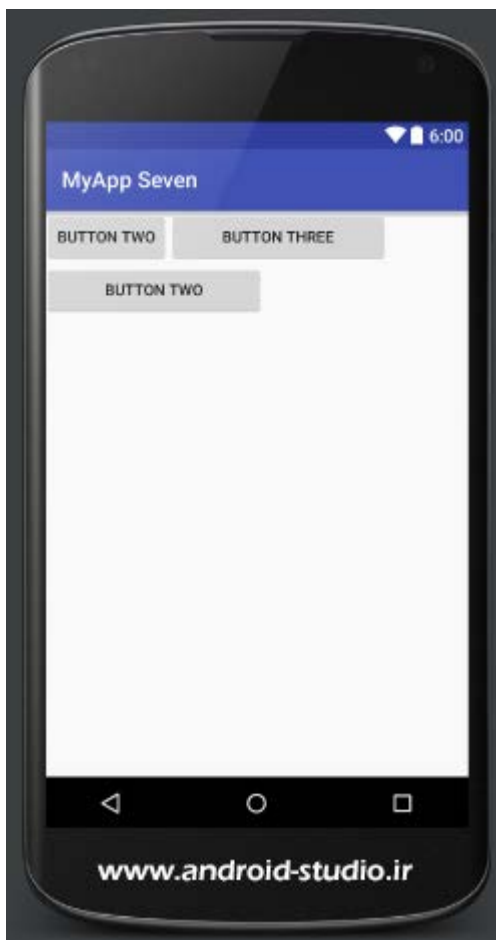 6:00
MyApp Seven
BUTTON TWO BUTTON THREE
BUTTON TWO
www.android-studio.ir